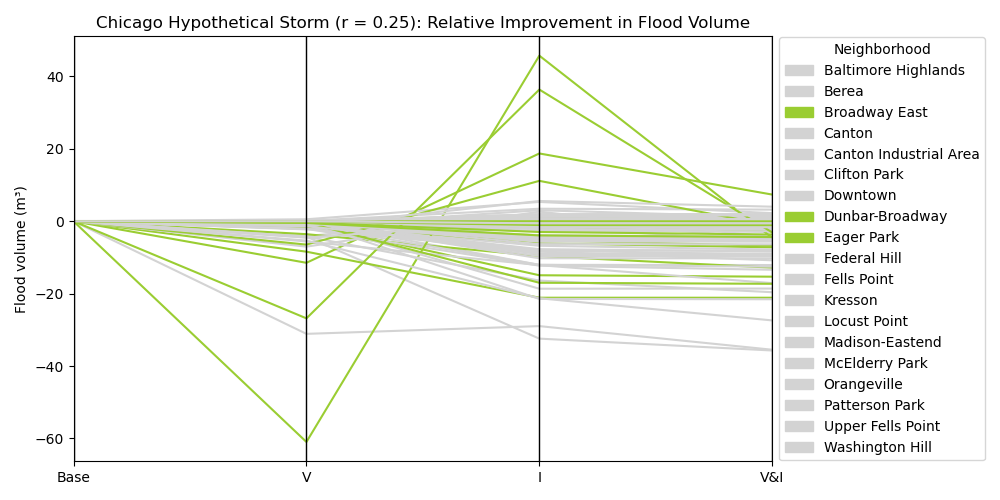 Chicago Hypothetical Storm (r = 0.25): Relative Improvement in Flood Volume
Flood volume (m³)
40
20
0
−20
−40
−60
Base
V
I
V&I
Neighborhood
Baltimore Highlands
Berea
Broadway East
Canton
Canton Industrial Area
Clifton Park
Downtown
Dunbar-Broadway
Eager Park
Federal Hill
Fells Point
Kresson
Locust Point
Madison-Eastend
McElderry Park
Orangeville
Patterson Park
Upper Fells Point
Washington Hill